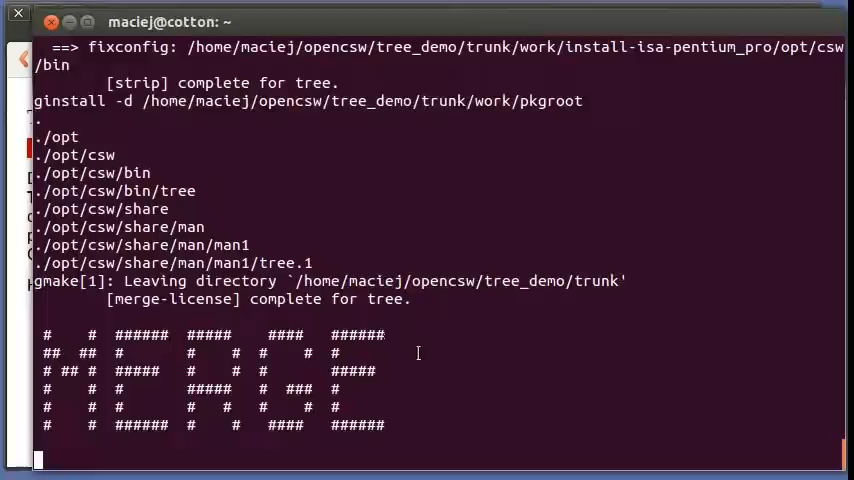 maciej@cotton: ~
==> fixconfig: /home/maciej/opencsw/tree_demo/trunk/work/install-isa-pentium_pro/opt/csw
/bin
[strip] complete for tree.
ginstall -d /home/maciej/opencsw/tree_demo/trunk/work/pkgroot
.
./opt
./opt/csw
./opt/csw/bin
./opt/csw/bin/tree
./opt/csw/share
./opt/csw/share/man
./opt/csw/share/man/man1
./opt/csw/share/man/man1/tree.1
gmake[1]: Leaving directory `/home/maciej/opencsw/tree_demo/trunk'
[merge-license] complete for tree.
MERGE